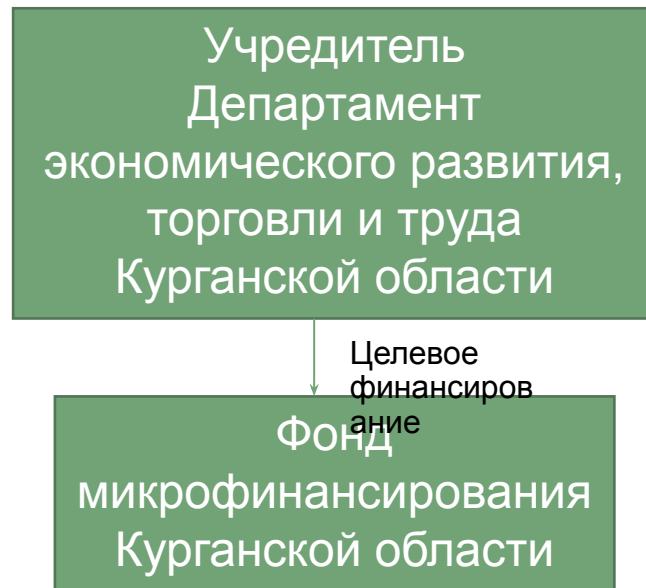 Учредитель
Департамент
экономического развития,
торговли и труда
Курганской области
Целевое
финансиров
ание
Фонд
микрофинансирования
Курганской области